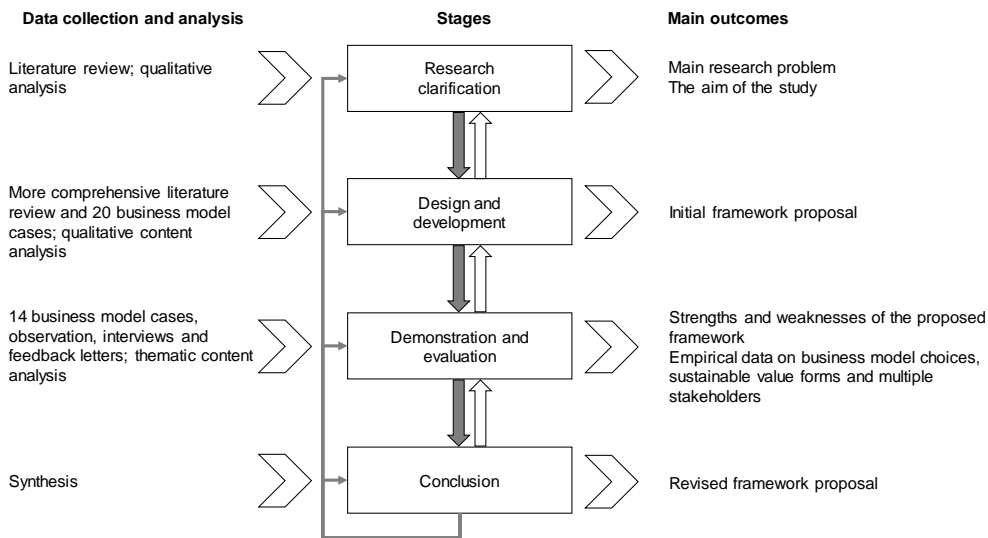 Data collection and analysis
Stages
Main outcomes
Literature review; qualitative
analysis
Research
clarification
Main research problem
The aim of the study
More comprehensive literature
review and 20 business model
cases; qualitative content
analysis
Design and
development
Initial framework proposal
14 business model cases,
observation, interviews and
feedback letters; thematic content
analysis
Demonstration and
evaluation
Strengths and weaknesses of the proposed
framework
Empirical data on business model choices,
sustainable value forms and multiple
stakeholders
Synthesis
Conclusion
Revised framework proposal